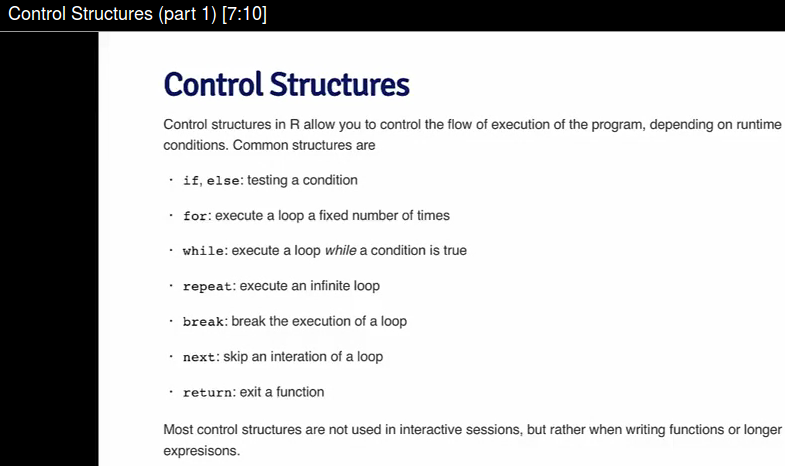 Control Structures (part 1) [7:10]
Control Structures
Control structures in R allow you to control the flow of execution of the program, depending on runtime
conditions. Common structures are
· if, else: testing a condition
· for: execute a loop a fixed number of times
· while: execute a loop while a condition is true
· repeat: execute an infinite loop
· break: break the execution of a loop
· next: skip an interation of a loop
· return: exit a function
Most control structures are not used in interactive sessions, but rather when writing functions or longer
expresisons.